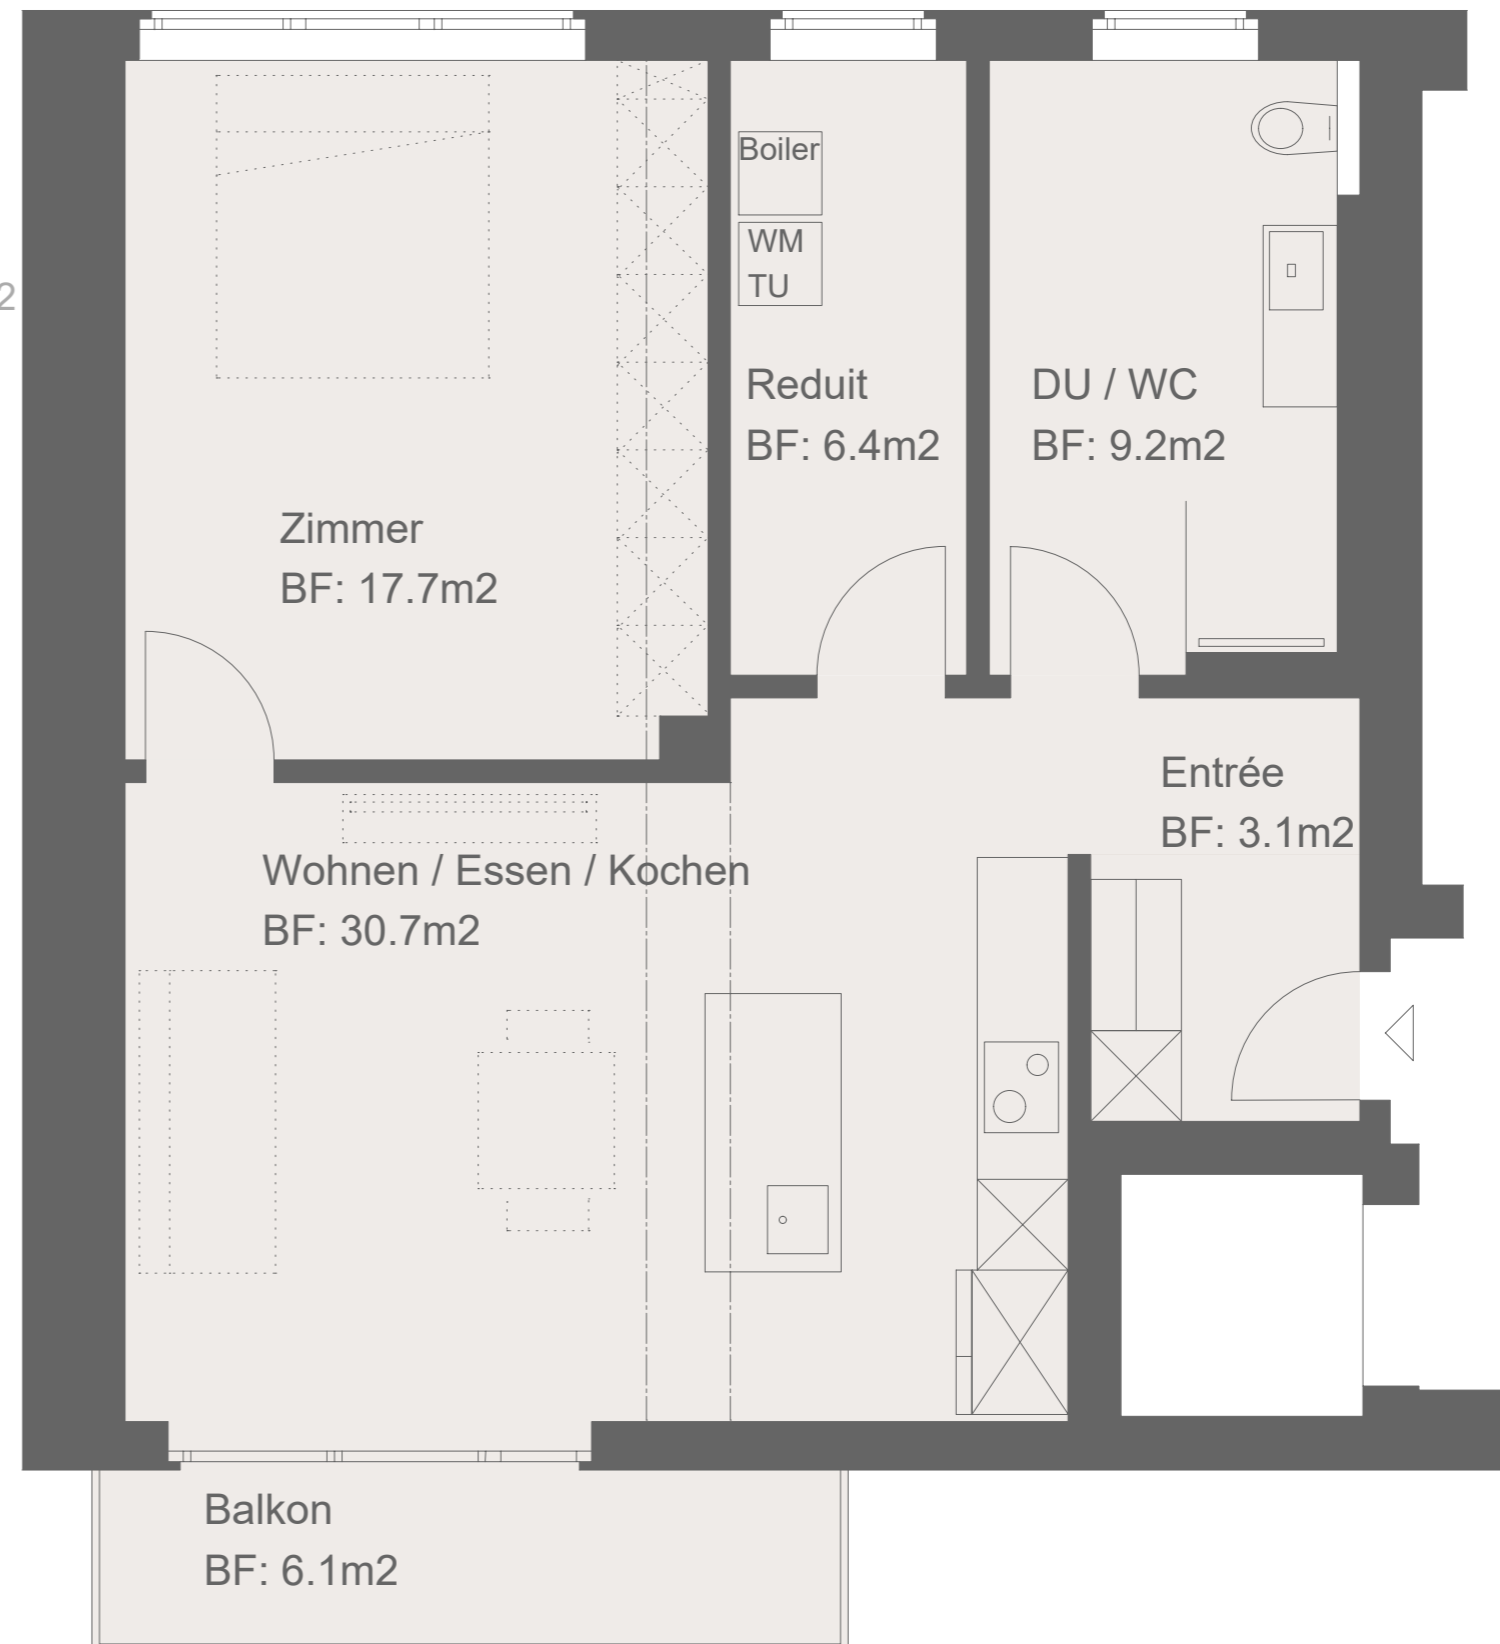 Boiler
WM
TU
2
Reduit
BF: 6.4m2
DU / WC
BF: 9.2m2
Zimmer
BF: 17.7m2
Entrée
BF: 3.1m2
Wohnen / Essen / Kochen
BF: 30.7m2
Balkon
BF: 6.1m2